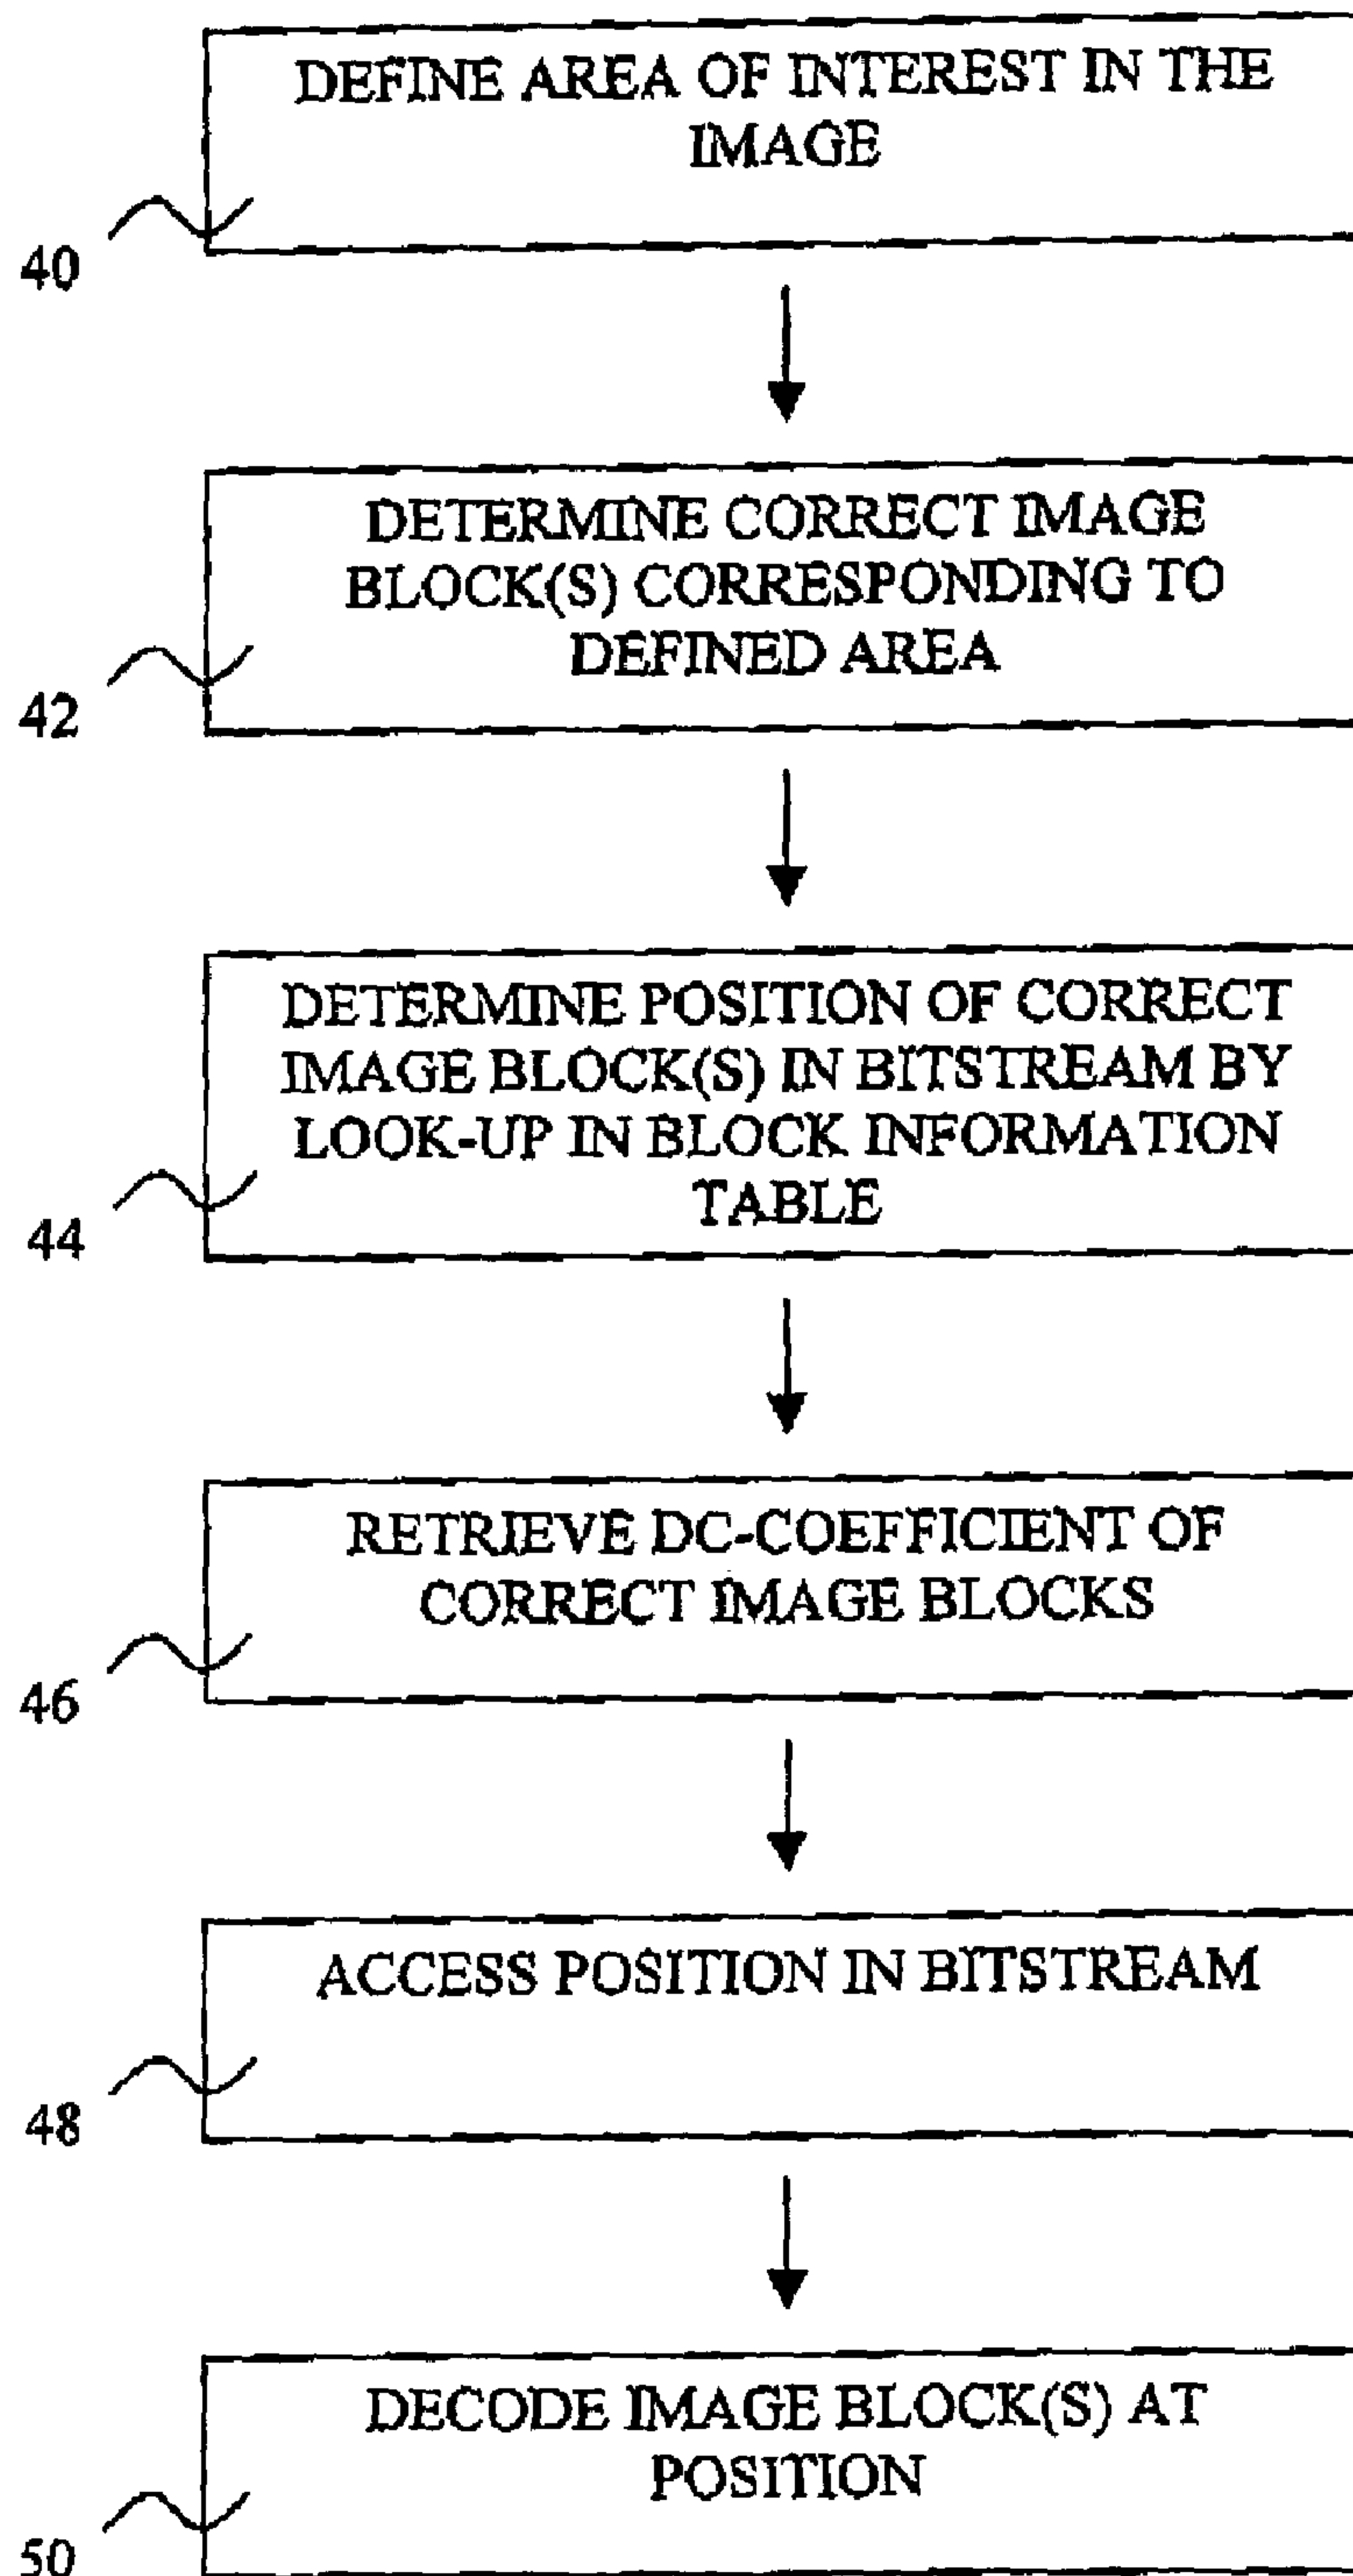 DEFINE AREA OF INTEREST IN THE
IMAGE
40
DETERMINE CORRECT IMAGE
BLOCK(S) CORRESPONDING TO
DEFINED AREA
42
DETERMINE POSITION OF CORRECT
IMAGE BLOCK(S) IN BITSTREAM BY
LOOK-UP IN BLOCK INFORMATION
TABLE
44
RETRIEVE DC-COEFFICIENT OF
CORRECT IMAGE BLOCKS
46
ACCESS POSITION IN BITSTREAM
48
DECODE IMAGE BLOCK(S) AT
POSITION
50